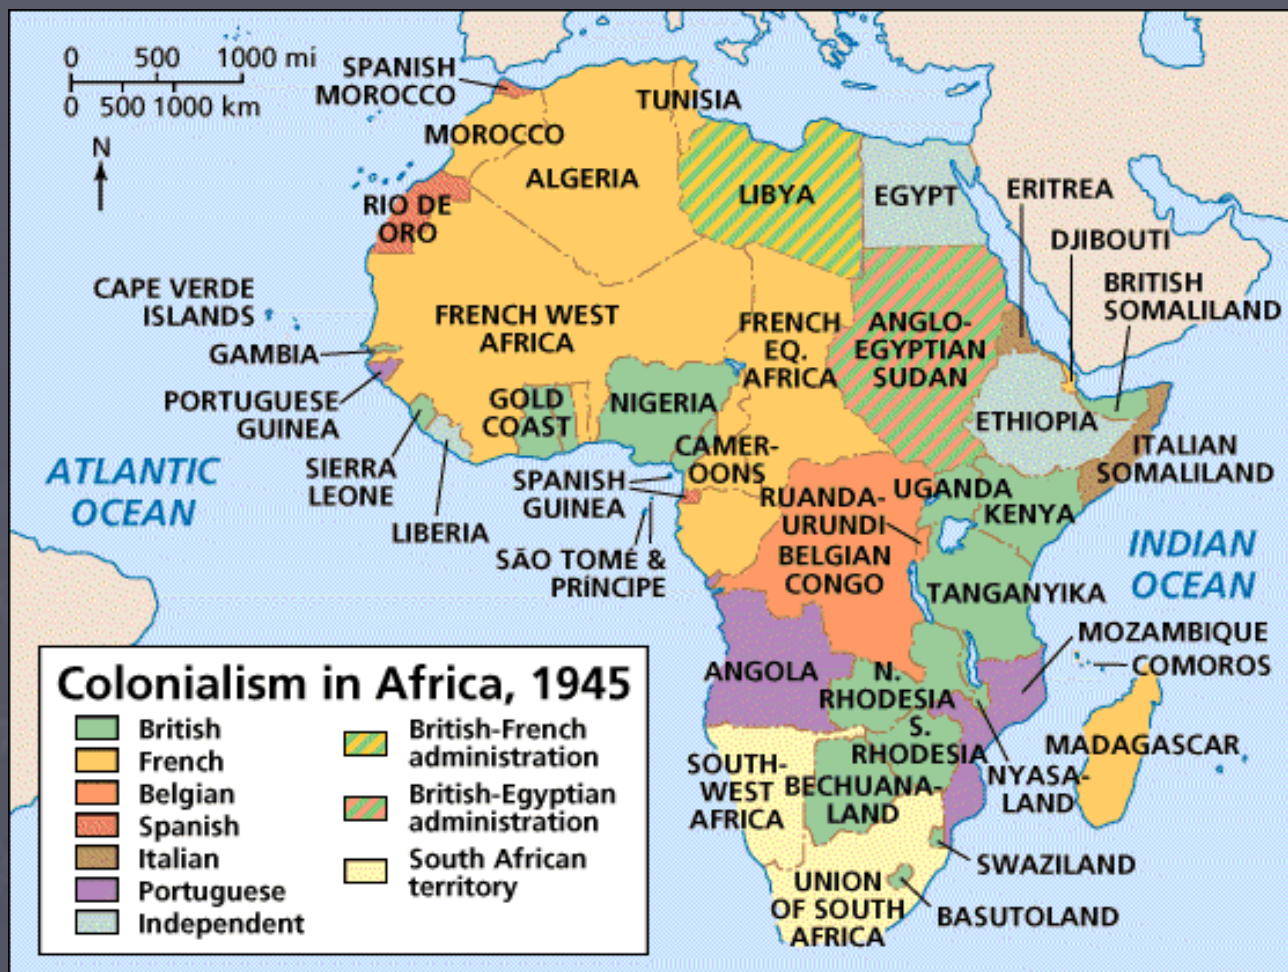 0 500 1000 mi
0 500 1000 km
N
SPANISH
MOROCCO
TUNISIA
MOROCCO
ALGERIA
LIBYA
EGYPT
ERITREA
RIO DE
ORO
DJIBOUTI
BRITISH
SOMALILAND
CAPE VERDE
ISLANDS
FRENCH WEST
AFRICA
FRENCH
EQ.
AFRICA
ANGLO-
EGYPTIAN
SUDAN
GAMBIA
PORTUGUESE
GUINEA
GOLD
COAST
NIGERIA
ETHIOPIA
ITALIAN
SOMALILAND
CAMER-
OONS
ATLANTIC
OCEAN
SIERRA
LEONE
SPANISH
GUINEA
RUANDA-
URUNDI
UGANDA
KENYA
LIBERIA
INDIAN
OCEAN
SÃO TOMÉ &
PRÍNCIPE
BELGIAN
CONGO
TANGANYIKA
MOZAMBIQUE
COMOROS
ANGOLA
N.
RHODESIA
S.
RHODESIA
MADAGASCAR
SOUTH-
WEST
AFRICA
BECHUANA-
LAND
NYASA-
LAND
SWAZILAND
UNION
OF SOUTH
AFRICA
BASUTOLAND
Colonialism in Africa, 1945
British
French
Belgian
Spanish
Italian
Portuguese
Independent
British-French
administration
British-Egyptian
administration
South African
territory